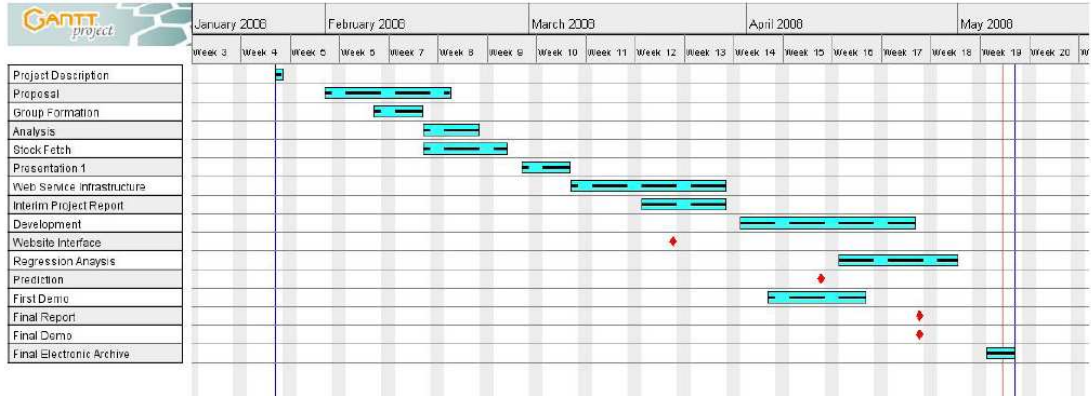 GANTT project
January 2008 February 2008 March 2008 April 2008 May 2008
Week 3 Week 4 Week 5 Week 6 Week 7 Week 8 Week 9 Week 10 Week 11 Week 12 Week 13 Week 14 Week 15 Week 16 Week 17 Week 18 Week 19 Week 20 W
Project Description
Proposal
Group Formation
Analysis
Stock Fetch
Presentation 1
Web Service Infrastructure
Interim Project Report
Development
Website Interface
Regression Anaysis
Prediction
First Demo
Final Report
Final Demo
Final Electronic Archive